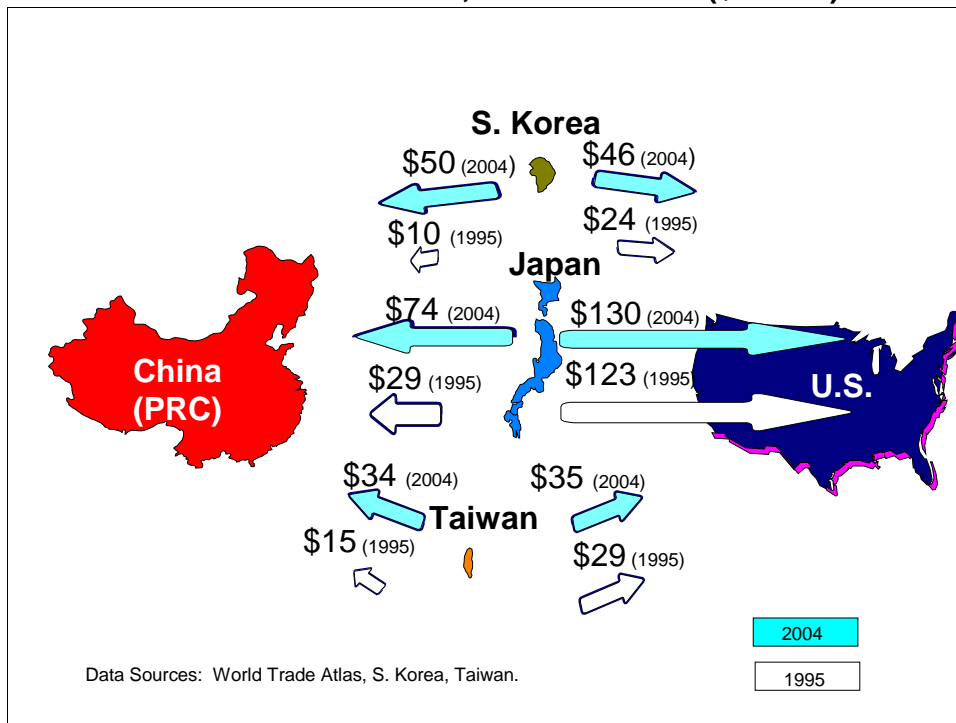 S. Korea
$50 (2004)
$46 (2004)
$10 (1995)
$24 (1995)
Japan
$74 (2004)
$130 (2004)
China
(PRC)
$29 (1995)
$123 (1995)
U.S.
$34 (2004)
$35 (2004)
Taiwan
$15 (1995)
$29 (1995)
2004
1995
Data Sources: World Trade Atlas, S. Korea, Taiwan.